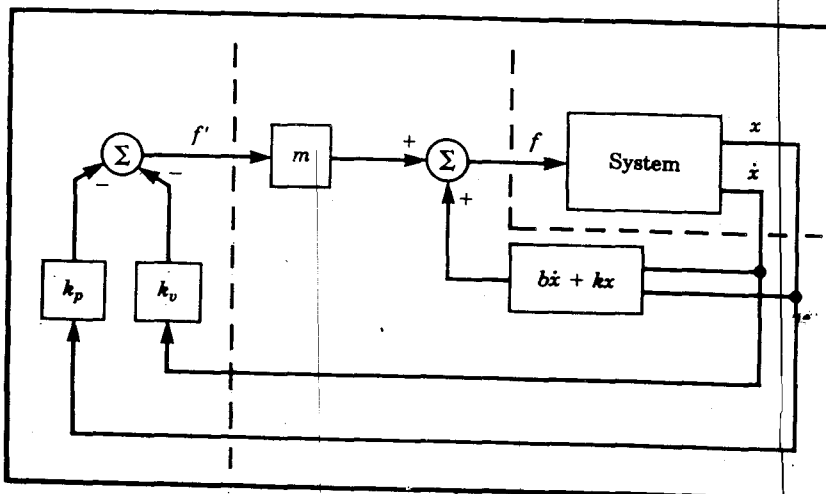 f'
Σ
m
+
Σ
f
System
x
ẋ
−
−
+
k_p
k_v
bẋ + kx